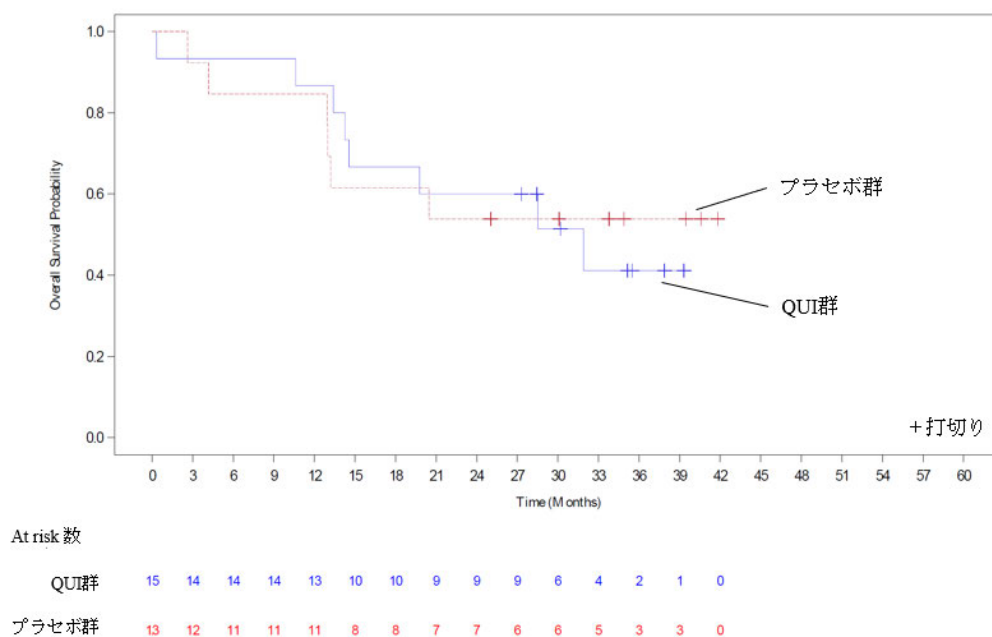 1.0
0.8
0.6
0.4
0.2
0.0
Overall Survival Probability
プラセボ群
QUI群
+打切り
0 3 6 9 12 15 18 21 24 27 30 33 36 39 42 45 48 51 54 57 60
Time (Months)
At risk 数
QUI群 15 14 14 14 13 10 10 9 9 9 6 4 2 1 0
プラセボ群 13 12 11 11 11 8 8 7 7 6 6 5 3 3 0